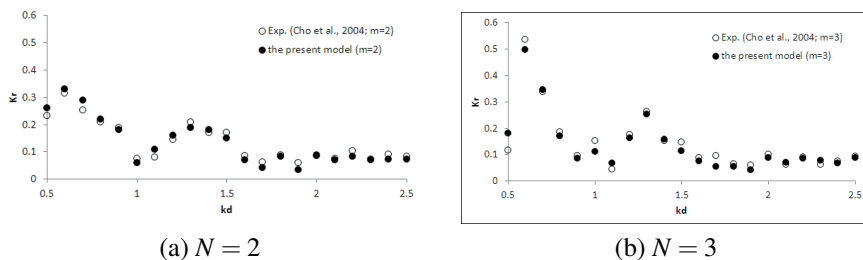 0.6
0.5
0.4
0.3
0.2
0.1
0
Kr
0.5
1
1.5
2
2.5
kd
Exp. (Cho et al., 2004; m=2)
the present model (m=2)
(a) N = 2
0.6
0.5
0.4
0.3
0.2
0.1
0
Kr
0.5
1
1.5
2
2.5
kd
Exp. (Cho et al., 2004; m=3)
the present model (m=3)
(b) N = 3